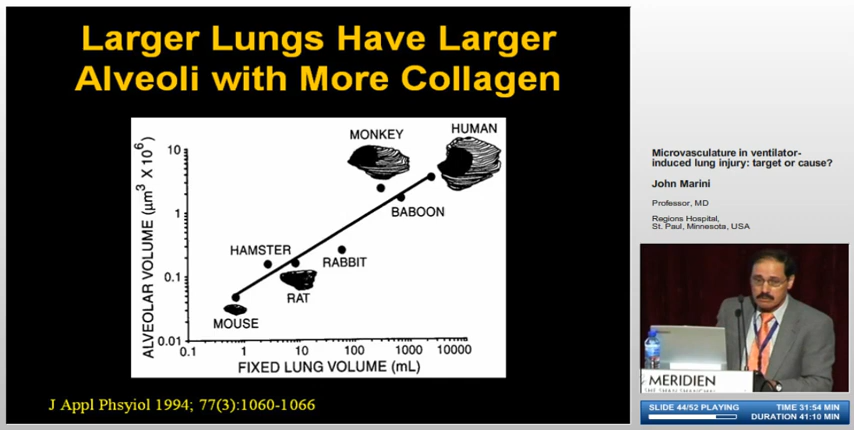 Larger Lungs Have Larger
Alveoli with More Collagen
ALVEOLAR VOLUME (μm³ X 10⁶)
10
1
0.1
0.01
MONKEY
HUMAN
BABOON
HAMSTER
RABBIT
RAT
MOUSE
0.1 1 10 100 1000 10000
FIXED LUNG VOLUME (mL)
J Appl Phsyiol 1994; 77(3):1060-1066
Microvasculature in ventilator-
induced lung injury: target or cause?
John Marini
Professor, MD
Regions Hospital,
St. Paul, Minnesota, USA
MERIDIEN
SLIDE 44/52 PLAYING
TIME 31:54 MIN
DURATION 41:10 MIN